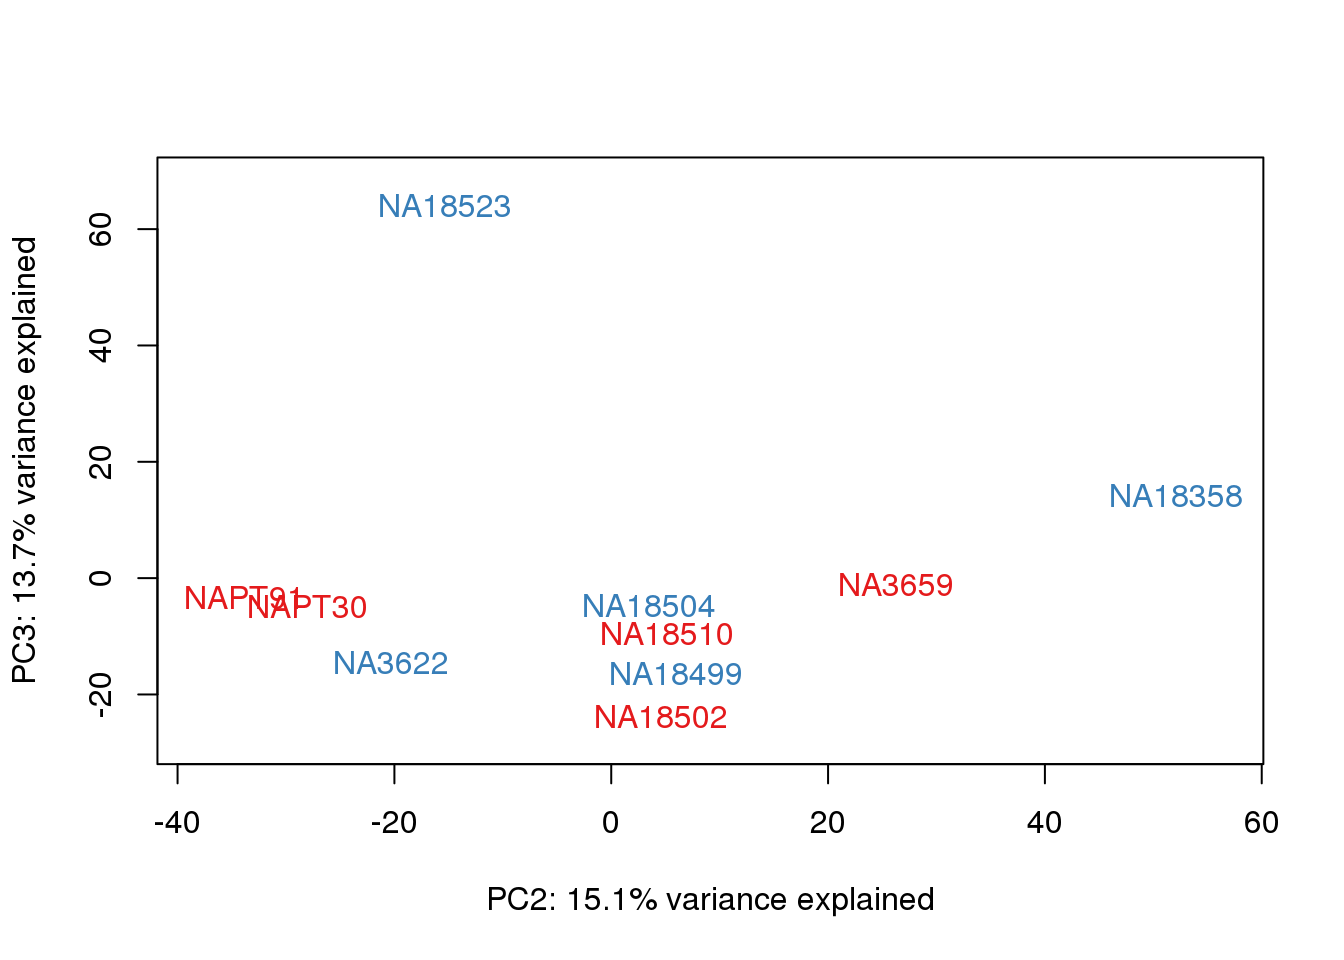 NA18523
NA18358
NA3659
NAPT91
NAPT30
NA18504
NA18510
NA3622
NA18499
NA18502
60
40
20
0
-20
PC3: 13.7% variance explained
-40 -20 0 20 40 60
PC2: 15.1% variance explained